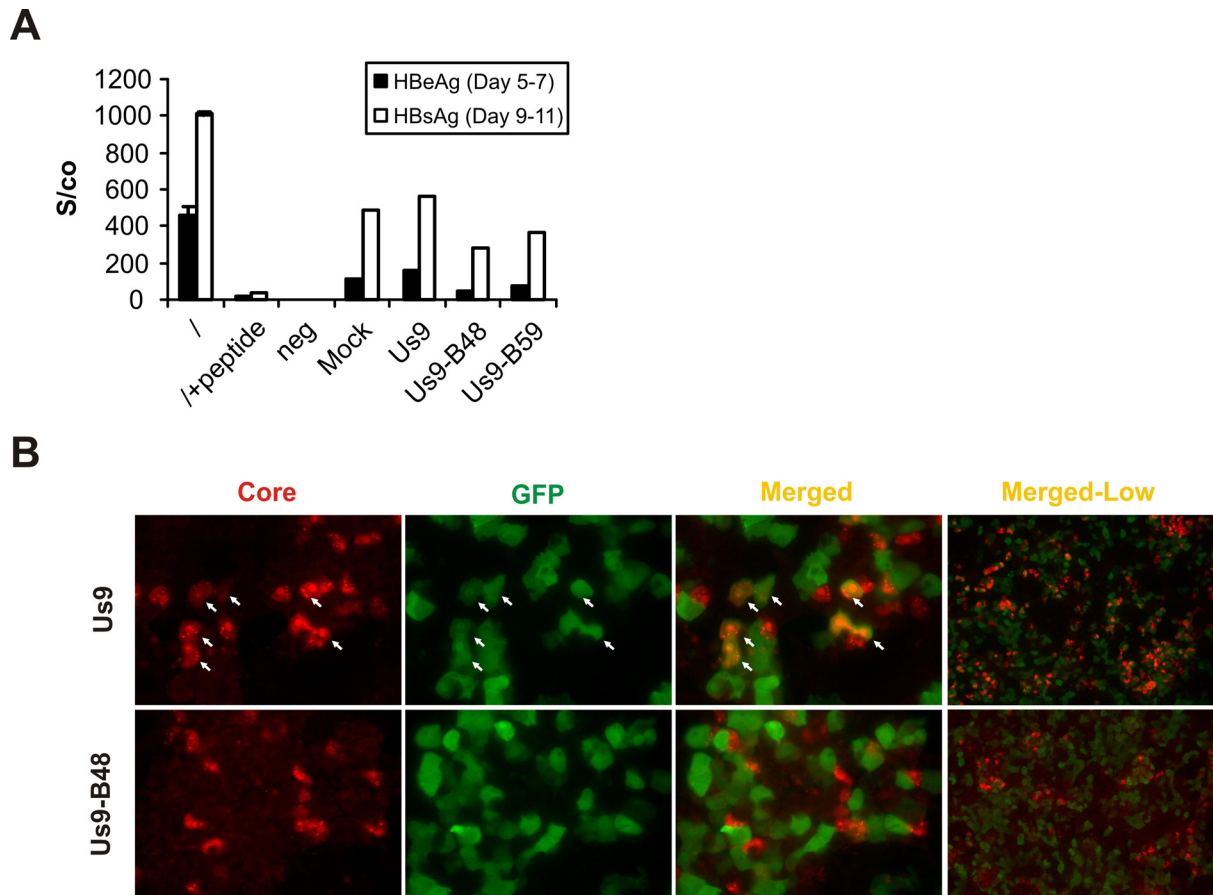 A
1200
1000
800
600
400
200
0
S/co
HBeAg (Day 5-7)
HBsAg (Day 9-11)
/
/+peptide
neg
Mock
Us9
Us9-B48
Us9-B59
B
Core
GFP
Merged
Merged-Low
Us9
Us9-B48